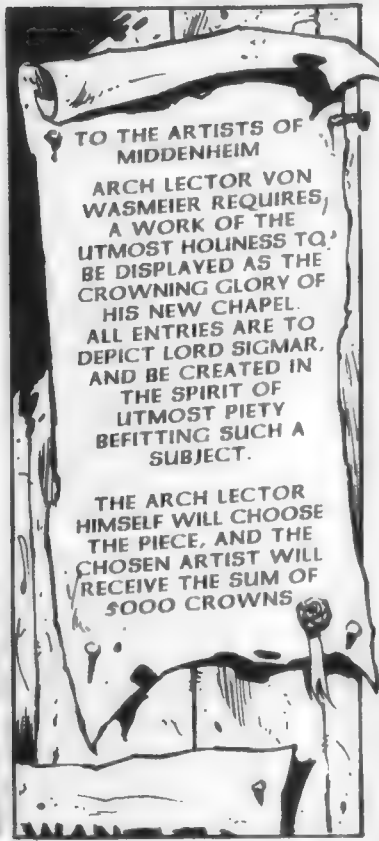 TO THE ARTISTS OF
MIDDENHEIM
ARCH LECTOR VON
WASMEIER REQUIRES,
A WORK OF THE
UTMOST HOLINESS TO
BE DISPLAYED AS THE
CROWNING GLORY OF
HIS NEW CHAPEL.
ALL ENTRIES ARE TO
DEPICT LORD SIGMAR,
AND BE CREATED IN
THE SPIRIT OF
UTMOST PIETY
BEFITTING SUCH A
SUBJECT.
THE ARCH LECTOR
HIMSELF WILL CHOOSE
THE PIECE, AND THE
CHOSEN ARTIST WILL
RECEIVE THE SUM OF
5000 CROWNS